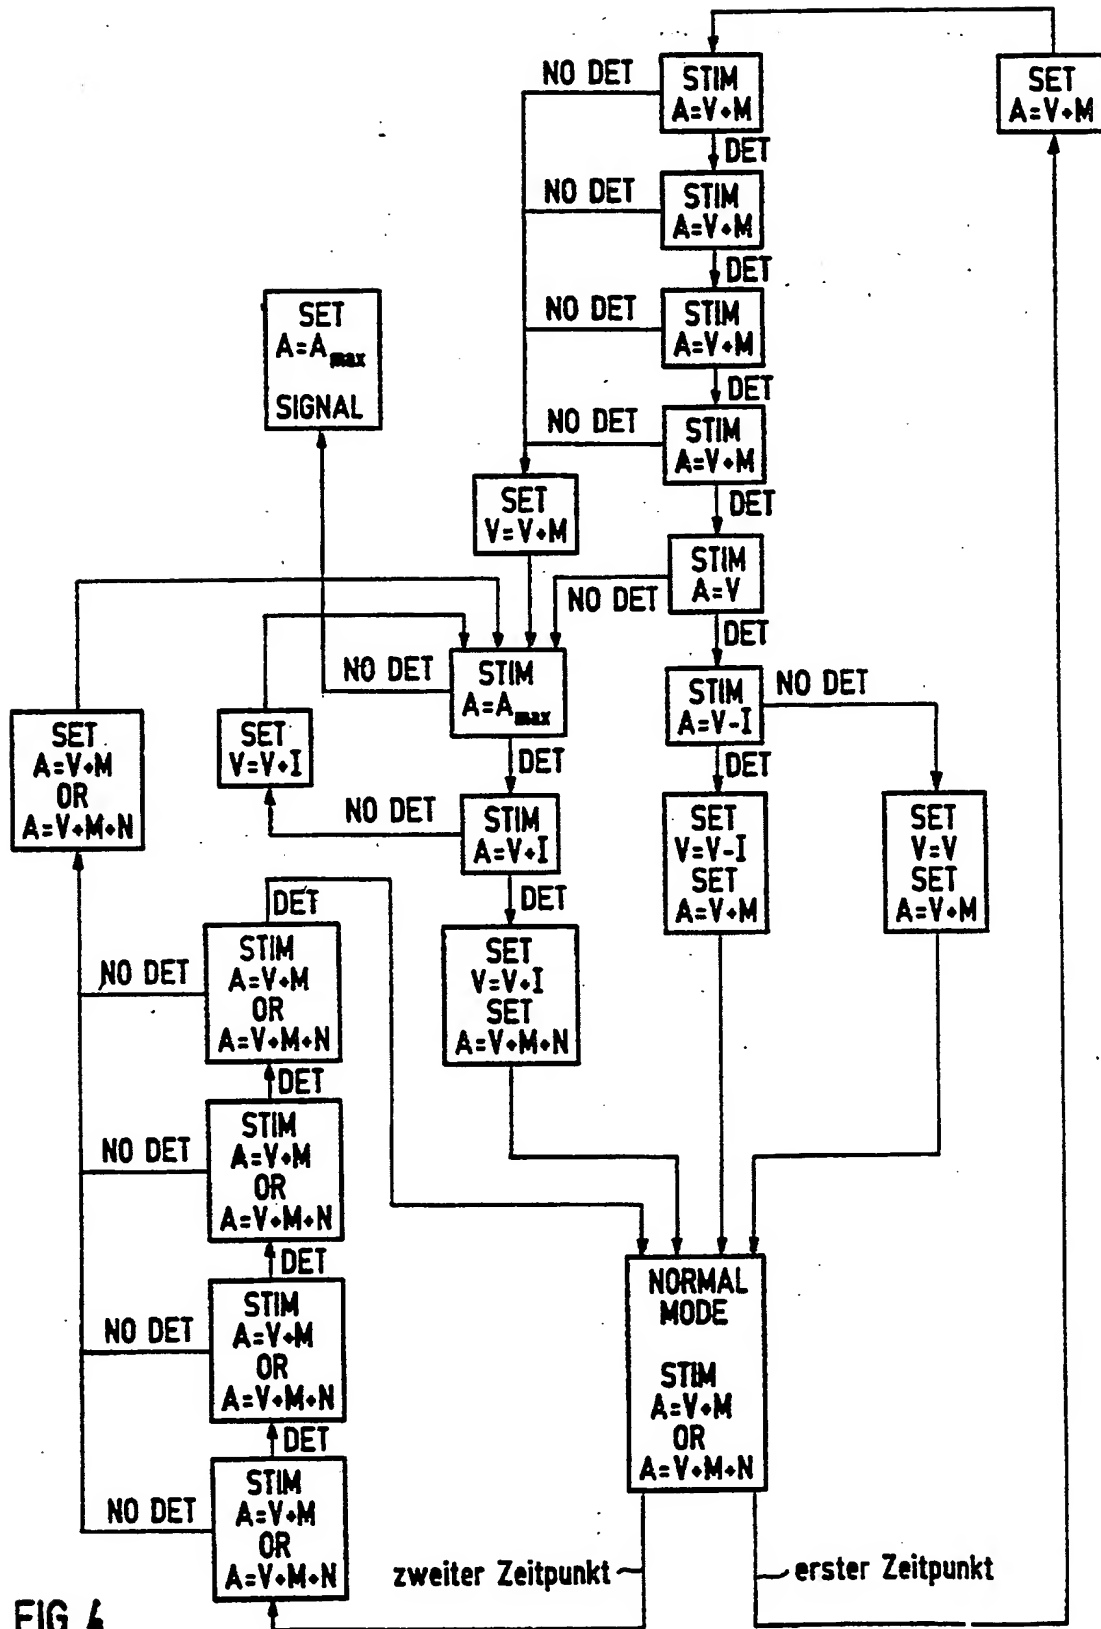 STIM
A=V+M
SET
A=V+M
NO DET
DET
STIM
A=V+M
NO DET
DET
STIM
A=V+M
NO DET
DET
STIM
A=V+M
NO DET
DET
SET
A=Amax
SIGNAL
SET
V=V+M
STIM
A=V
NO DET
DET
STIM
A=Amax
NO DET
DET
STIM
A=V-I
NO DET
DET
SET
A=V+M
OR
A=V+M+N
SET
V=V+I
NO DET
STIM
A=V+I
DET
SET
V=V-I
SET
A=V+M
SET
V=V
SET
A=V+M
DET
STIM
A=V+M
OR
A=V+M+N
NO DET
SET
V=V+I
SET
A=V+M+N
DET
STIM
A=V+M
OR
A=V+M+N
NO DET
DET
STIM
A=V+M
OR
A=V+M+N
NO DET
DET
STIM
A=V+M
OR
A=V+M+N
NO DET
NORMAL
MODE
STIM
A=V+M
OR
A=V+M+N
zweiter Zeitpunkt
erster Zeitpunkt
FIG 4